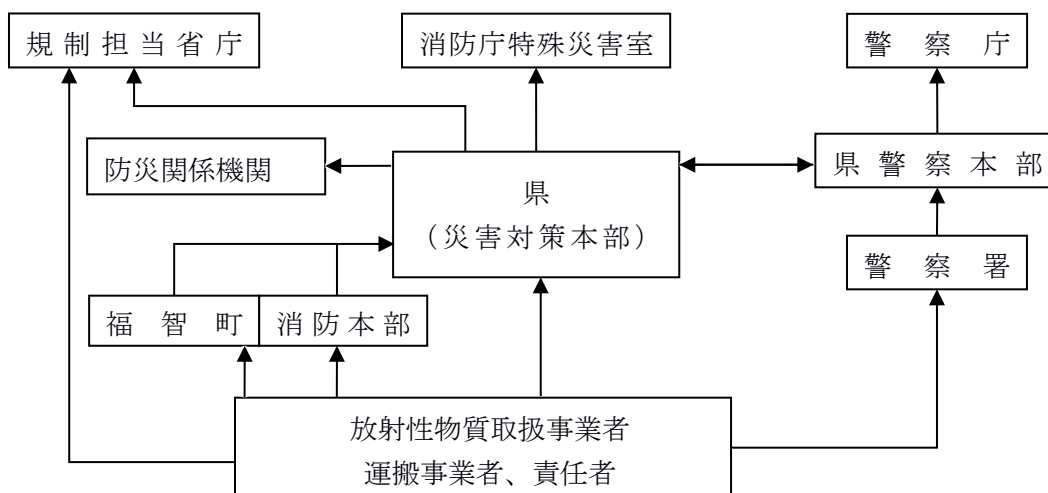 規制担当省庁
消防庁特殊災害室
警察庁
防災関係機関
県
（災害対策本部）
県警察本部
警察署
福智町
消防本部
放射性物質取扱事業者
運搬事業者、責任者